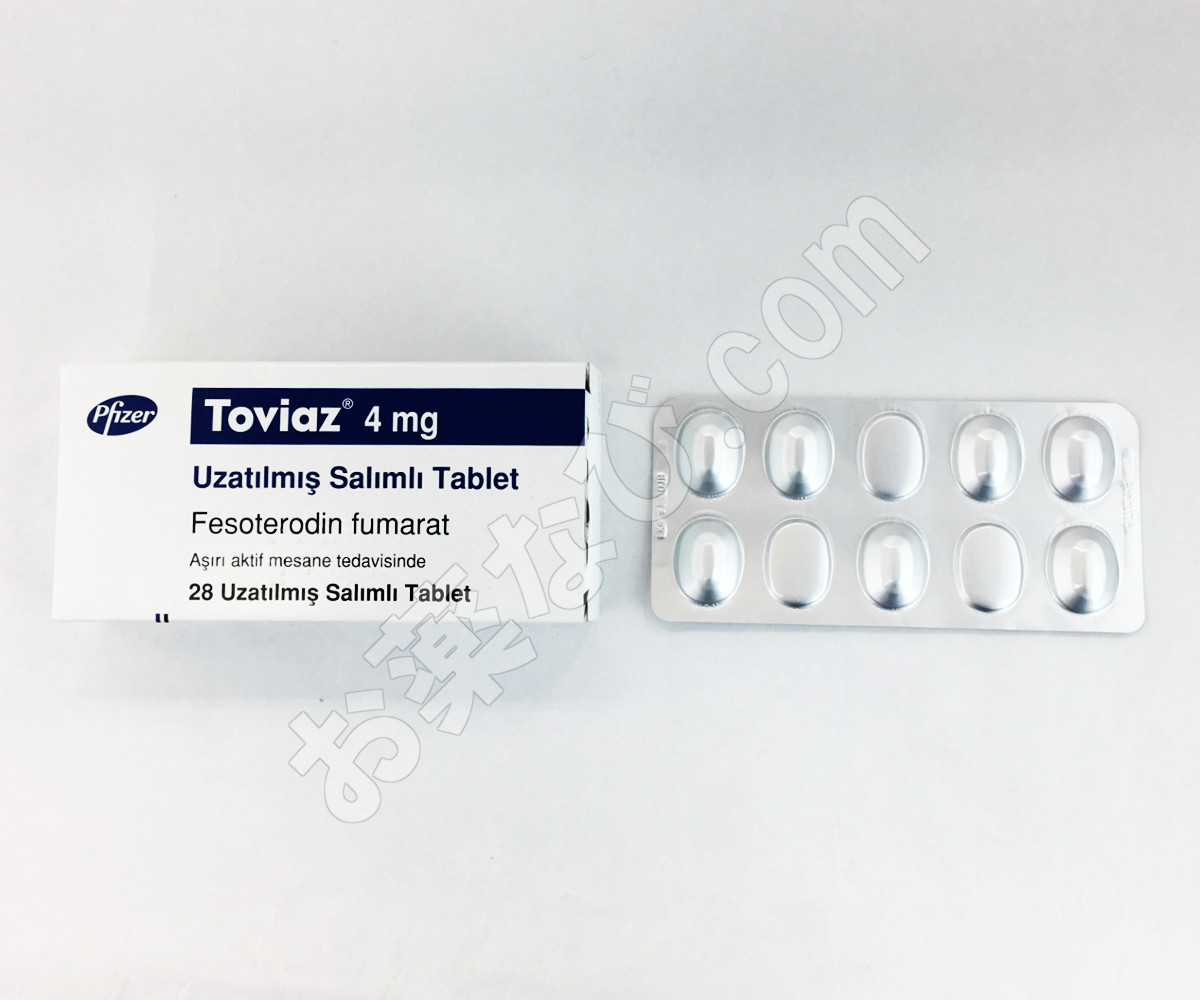 Pfizer
Toviaz® 4 mg
Uzatılmış Salımlı Tablet
Fesoterodin fumarat
Aşırı aktif mesane tedavisinde
28 Uzatılmış Salımlı Tablet
お薬なび.com